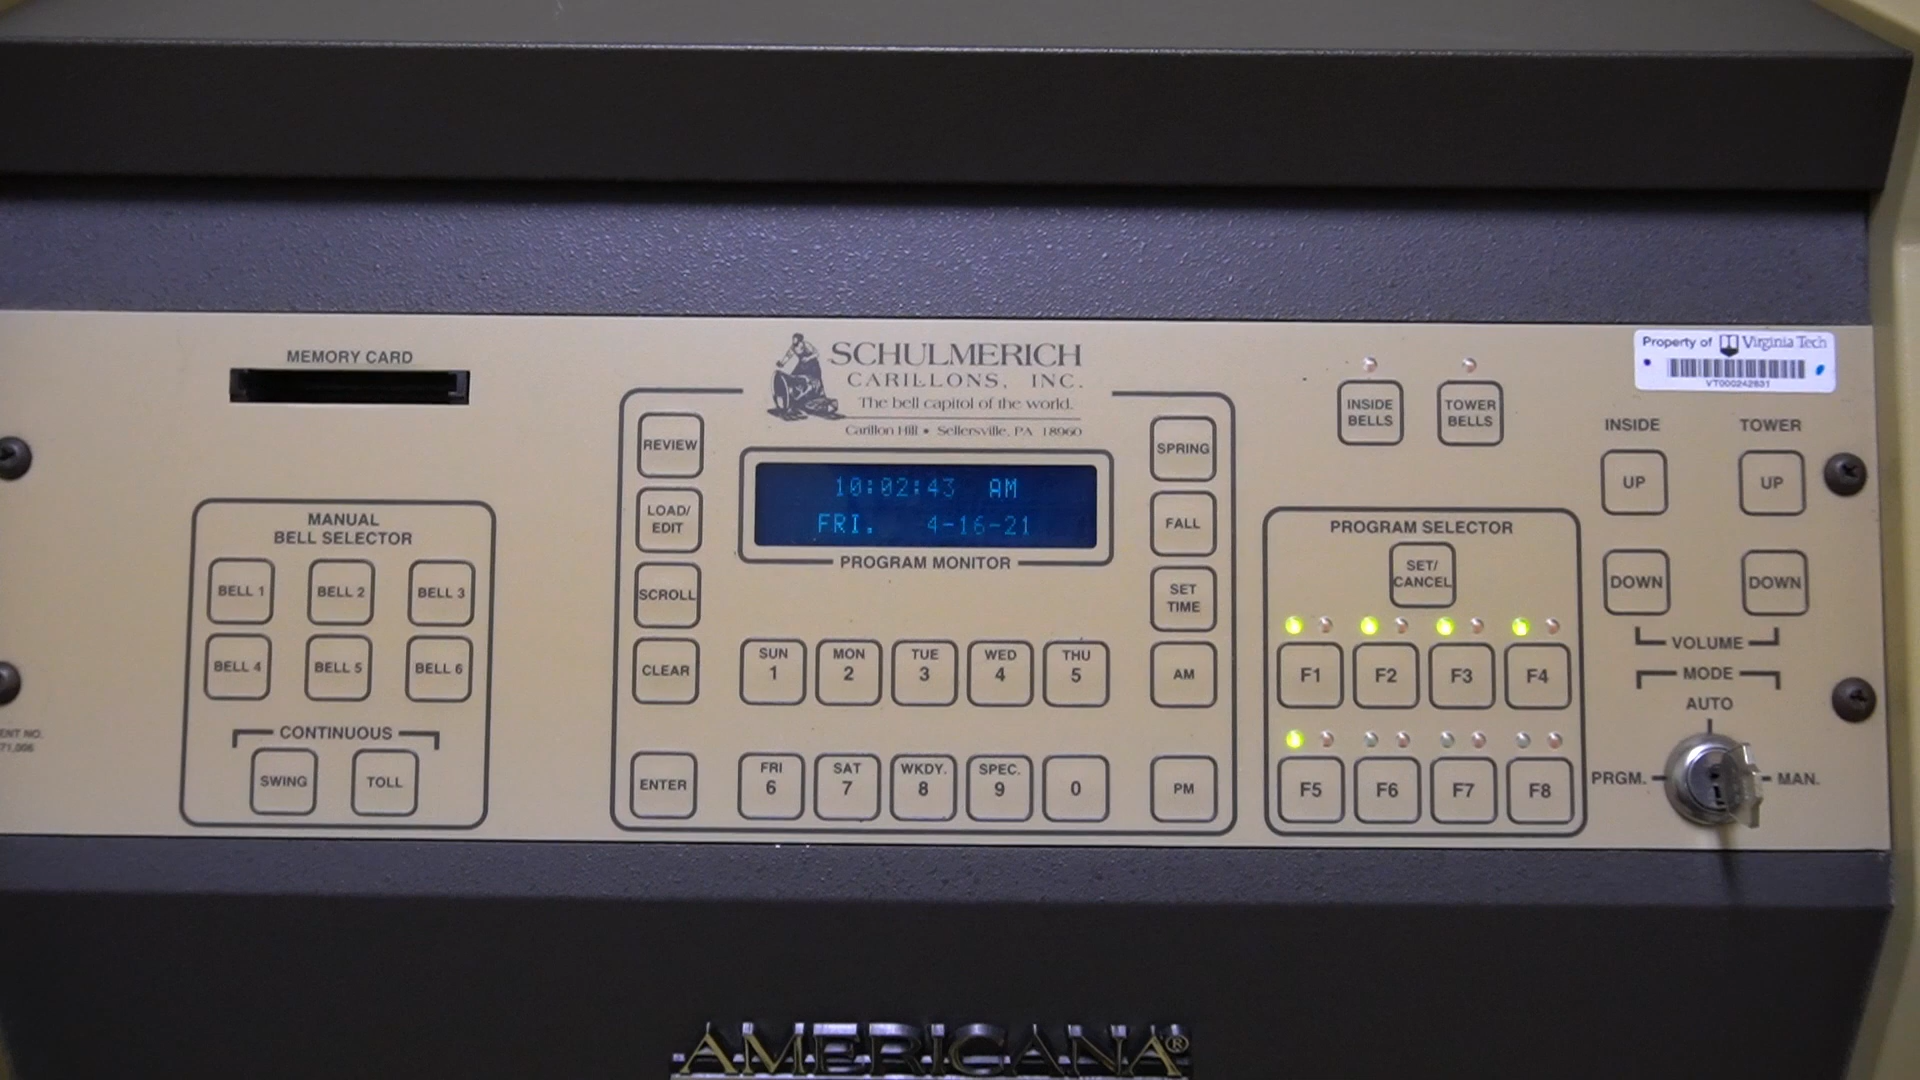 MEMORY CARD
MANUAL
BELL SELECTOR
BELL 1
BELL 2
BELL 3
BELL 4
BELL 5
BELL 6
CONTINUOUS
SWING
TOLL
ENT NO.
71,006
SCHULMERICH
CARILLONS, INC.
The bell capitol of the world.
Carillon Hill • Sellersville, PA 18960
REVIEW
LOAD/
EDIT
SCROLL
CLEAR
ENTER
10:02:43 AM
FRI. 4-16-21
PROGRAM MONITOR
SPRING
FALL
SET
TIME
AM
PM
SUN
1
MON
2
TUE
3
WED
4
THU
5
FRI
6
SAT
7
WKDY.
8
SPEC.
9
0
INSIDE
BELLS
TOWER
BELLS
PROGRAM SELECTOR
SET/
CANCEL
F1
F2
F3
F4
F5
F6
F7
F8
Property of Virginia Tech
VT000242631
INSIDE
TOWER
UP
UP
DOWN
DOWN
VOLUME
MODE
AUTO
PRGM.
MAN.
AMERICANA®